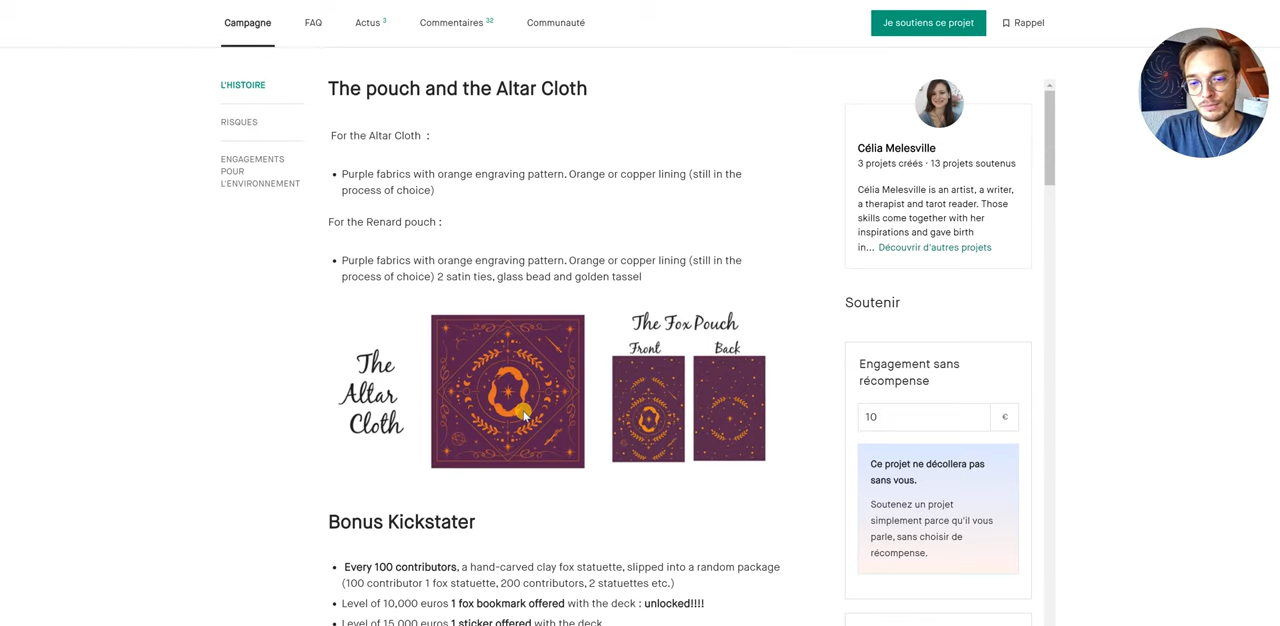 Campagne
FAQ
Actus 3
Commentaires 32
Communauté
Je soutiens ce projet
Rappel
L'HISTOIRE
RISQUES
ENGAGEMENTS
POUR
L'ENVIRONNEMENT
The pouch and the Altar Cloth
For the Altar Cloth :
• Purple fabrics with orange engraving pattern. Orange or copper lining (still in the
process of choice)
For the Renard pouch :
• Purple fabrics with orange engraving pattern. Orange or copper lining (still in the
process of choice) 2 satin ties, glass bead and golden tassel
The
Altar
Cloth
The Fox Pouch
Front
Back
Bonus Kickstater
• Every 100 contributors, a hand-carved clay fox statuette, slipped into a random package
(100 contributor 1 fox statuette, 200 contributors, 2 statuettes etc.)
• Level of 10,000 euros 1 fox bookmark offered with the deck : unlocked!!!!
• Level of 15,000 euros 1 sticker offered with the deck
Célia Melesville
3 projets créés · 13 projets soutenus
Célia Melesville is an artist, a writer,
a therapist and tarot reader. Those
skills come together with her
inspirations and gave birth
in... Découvrir d'autres projets
Soutenir
Engagement sans
récompense
10
€
Ce projet ne décollera pas
sans vous.
Soutenez un projet
simplement parce qu'il vous
parle, sans choisir de
récompense.